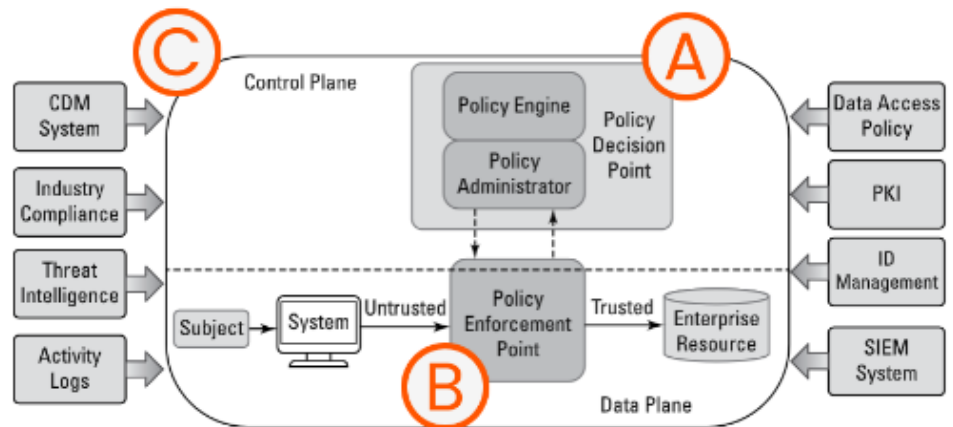 C
A
Control Plane
CDM
System
Industry
Compliance
Threat
Intelligence
Activity
Logs
Policy Engine
Policy
Administrator
Policy
Decision
Point
Data Access
Policy
PKI
ID
Management
SIEM
System
Subject
System
Untrusted
Policy
Enforcement
Point
Trusted
Enterprise
Resource
B
Data Plane